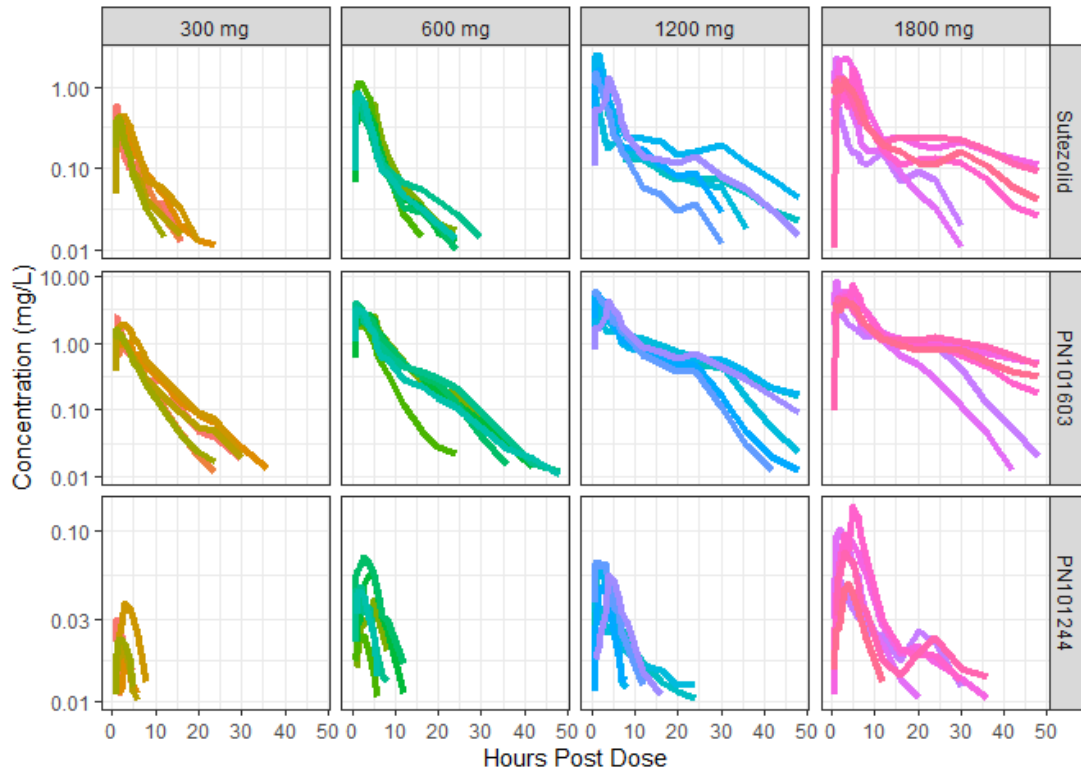 300 mg
600 mg
1200 mg
1800 mg
1.00
0.10
0.01
Sutezolid
10.00
1.00
0.10
0.01
PN101603
0.10
0.03
0.01
PN101244
0 10 20 30 40 50
0 10 20 30 40 50
0 10 20 30 40 50
0 10 20 30 40 50
Concentration (mg/L)
Hours Post Dose